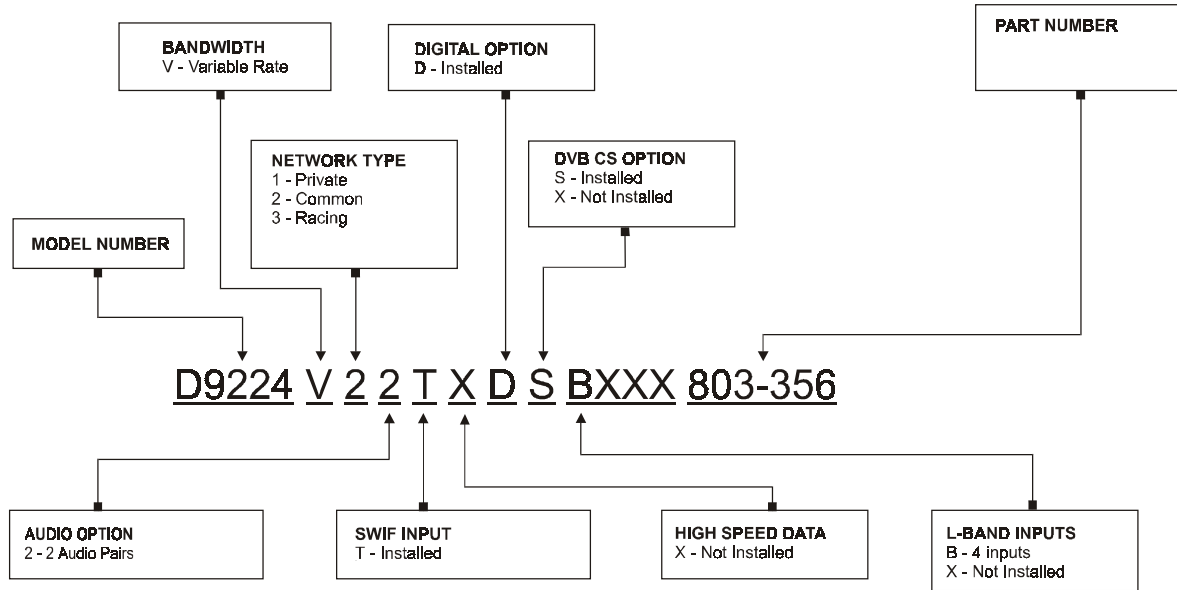 BANDWIDTH
V - Variable Rate
DIGITAL OPTION
D - Installed
PART NUMBER
NETWORK TYPE
1 - Private
2 - Common
3 - Racing
DVB CS OPTION
S - Installed
X - Not Installed
MODEL NUMBER
D9224 V 2 2 T X D S BXXX 803-356
AUDIO OPTION
2 - 2 Audio Pairs
SWIF INPUT
T - Installed
HIGH SPEED DATA
X - Not Installed
L-BAND INPUTS
B - 4 inputs
X - Not Installed